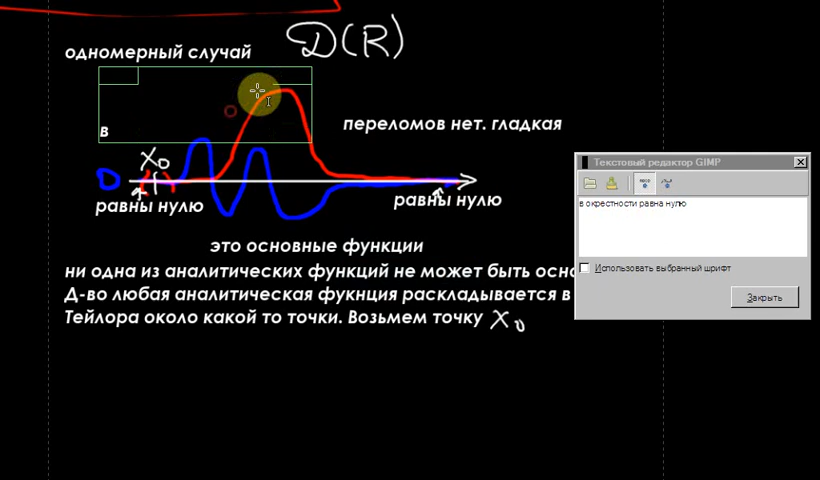 одномерный случай
D(R)
в
переломов нет. гладкая
x₀
равны нулю
равны нулю
это основные функции
ни одна из аналитических функций не может быть
Д-во любая аналитическая фукнция раскладывается в
Тейлора около какой то точки. Возьмем точку x₀
Текстовый редактор GIMP
в окрестности равна нулю
Использовать выбранный шрифт
Закрыть